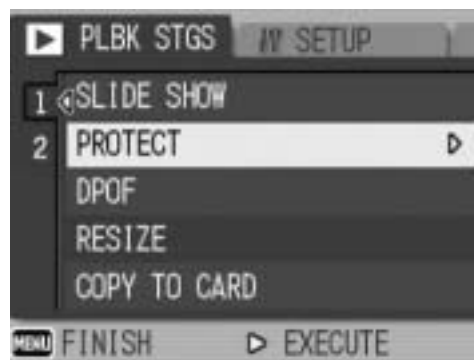 PLBK STGS SETUP
1 SLIDE SHOW
2 PROTECT
DPOF
RESIZE
COPY TO CARD
MENU FINISH EXECUTE